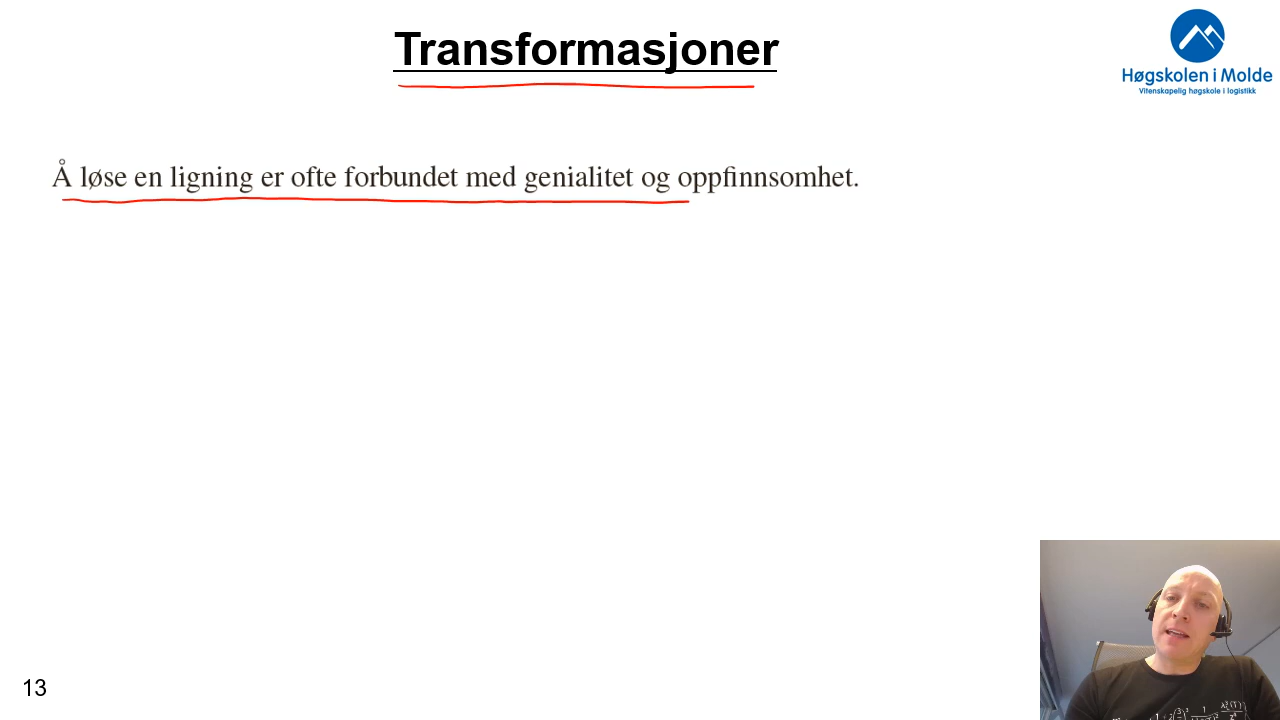 Transformasjoner
Høgskolen i Molde
Vitenskapelig høgskole i logistikk
Å løse en ligning er ofte forbundet med genialitet og oppfinnsomhet.
13